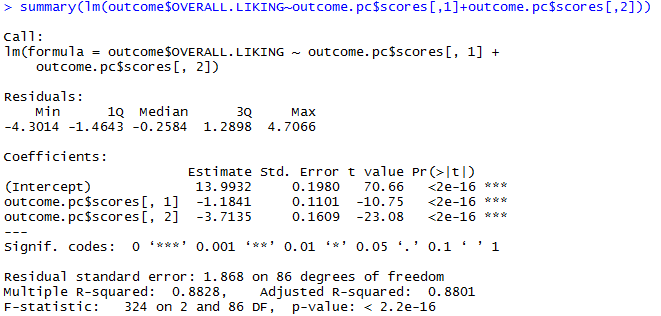 > summary(lm(outcome$OVERALL.LIKING~outcome.pc$scores[,1]+outcome.pc$scores[,2]))
Call:
lm(formula = outcome$OVERALL.LIKING ~ outcome.pc$scores[, 1] +
    outcome.pc$scores[, 2])
Residuals:
    Min      1Q  Median      3Q     Max
-4.3014 -1.4643 -0.2584  1.2898  4.7066
Coefficients:
                       Estimate Std. Error t value Pr(>|t|)
(Intercept)             13.9932     0.1980   70.66   <2e-16 ***
outcome.pc$scores[, 1]  -1.1841     0.1101  -10.75   <2e-16 ***
outcome.pc$scores[, 2]  -3.7135     0.1609  -23.08   <2e-16 ***
---
Signif. codes:  0 ‘***’ 0.001 ‘**’ 0.01 ‘*’ 0.05 ‘.’ 0.1 ‘ ’ 1
Residual standard error: 1.868 on 86 degrees of freedom
Multiple R-squared:  0.8828,    Adjusted R-squared:  0.8801
F-statistic:   324 on 2 and 86 DF,  p-value: < 2.2e-16